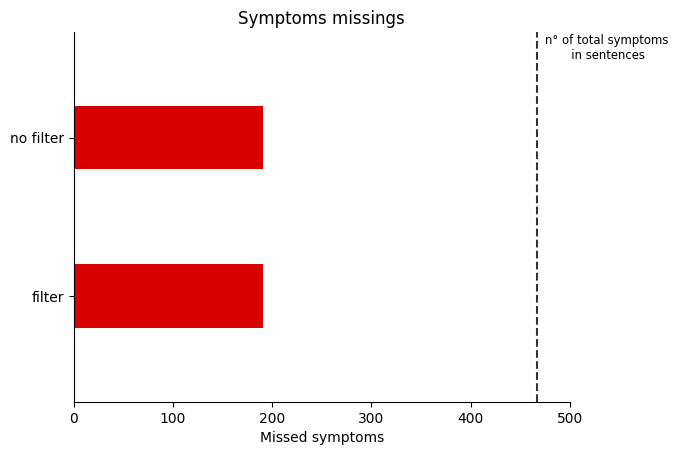 Symptoms missings
n° of total symptoms
in sentences
no filter
filter
0 100 200 300 400 500
Missed symptoms